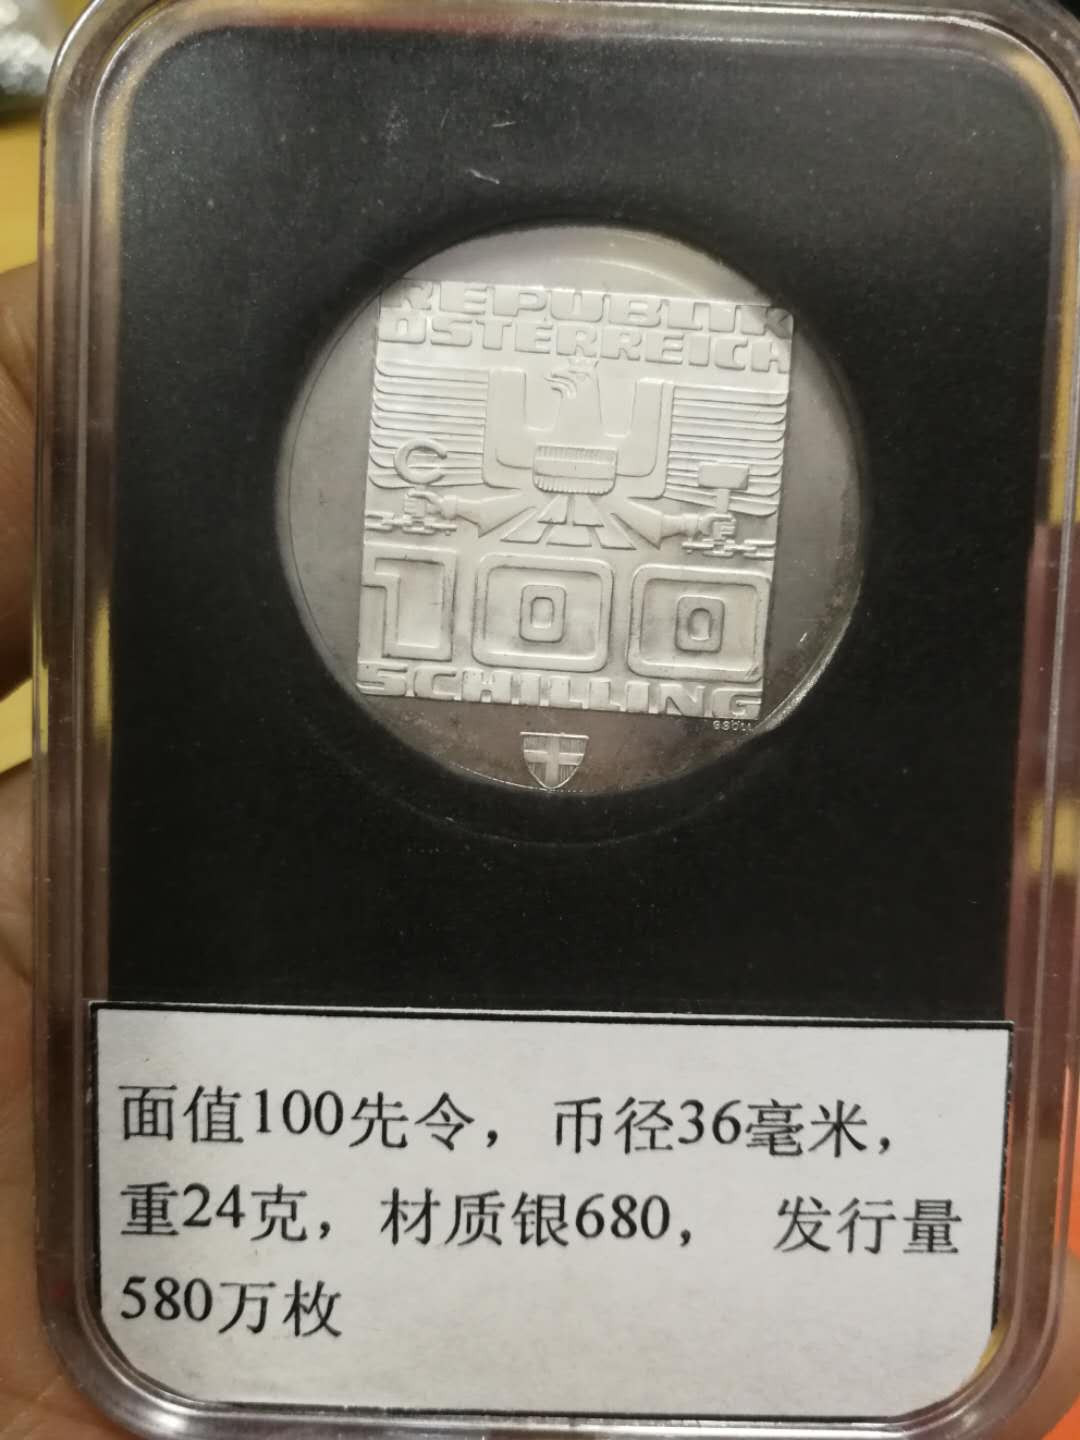 REPUBLIK
ÖSTERREICH
100
SCHILLING
面值100先令，币径36毫米，
重24克，材质银640， 发行量
580万枚